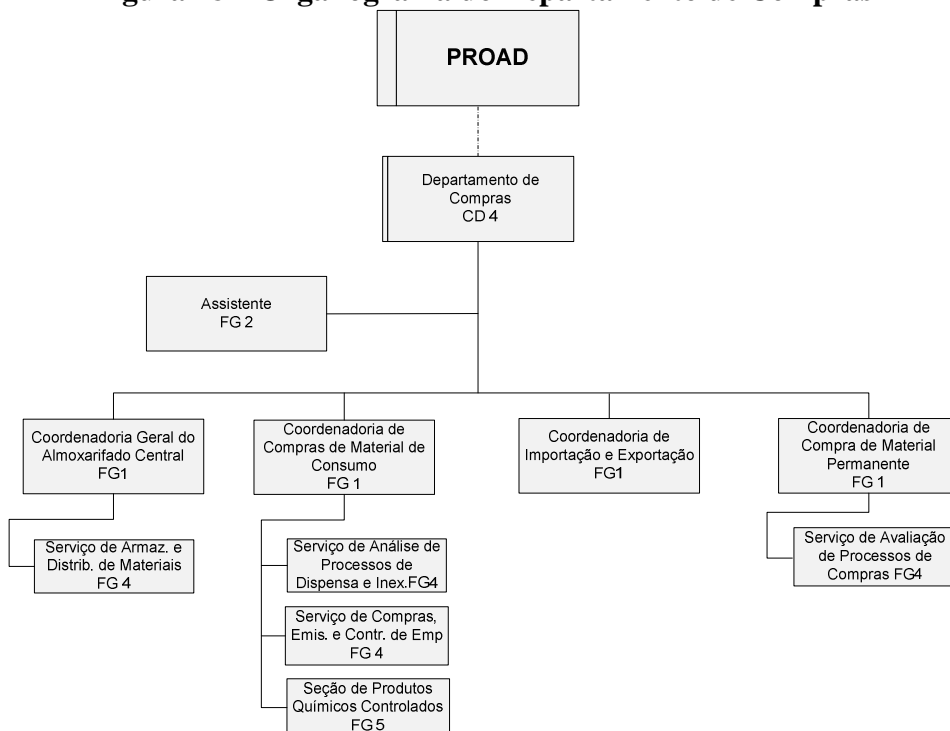 PROAD
Departamento de
Compras
CD 4
Assistente
FG 2
Coordenadoria Geral do
Almoxarifado Central
FG1
Coordenadoria de
Compras de Material de
Consumo
FG 1
Coordenadoria de
Importação e Exportação
FG1
Coordenadoria de
Compra de Material
Permanente
FG 1
Serviço de Armaz. e
Distrib. de Materiais
FG 4
Serviço de Análise de
Processos de
Dispensa e Inex.FG4
Serviço de Compras,
Emis. e Contr. de Emp
FG 4
Seção de Produtos
Químicos Controlados
FG 5
Serviço de Avaliação
de Processos de
Compras FG4